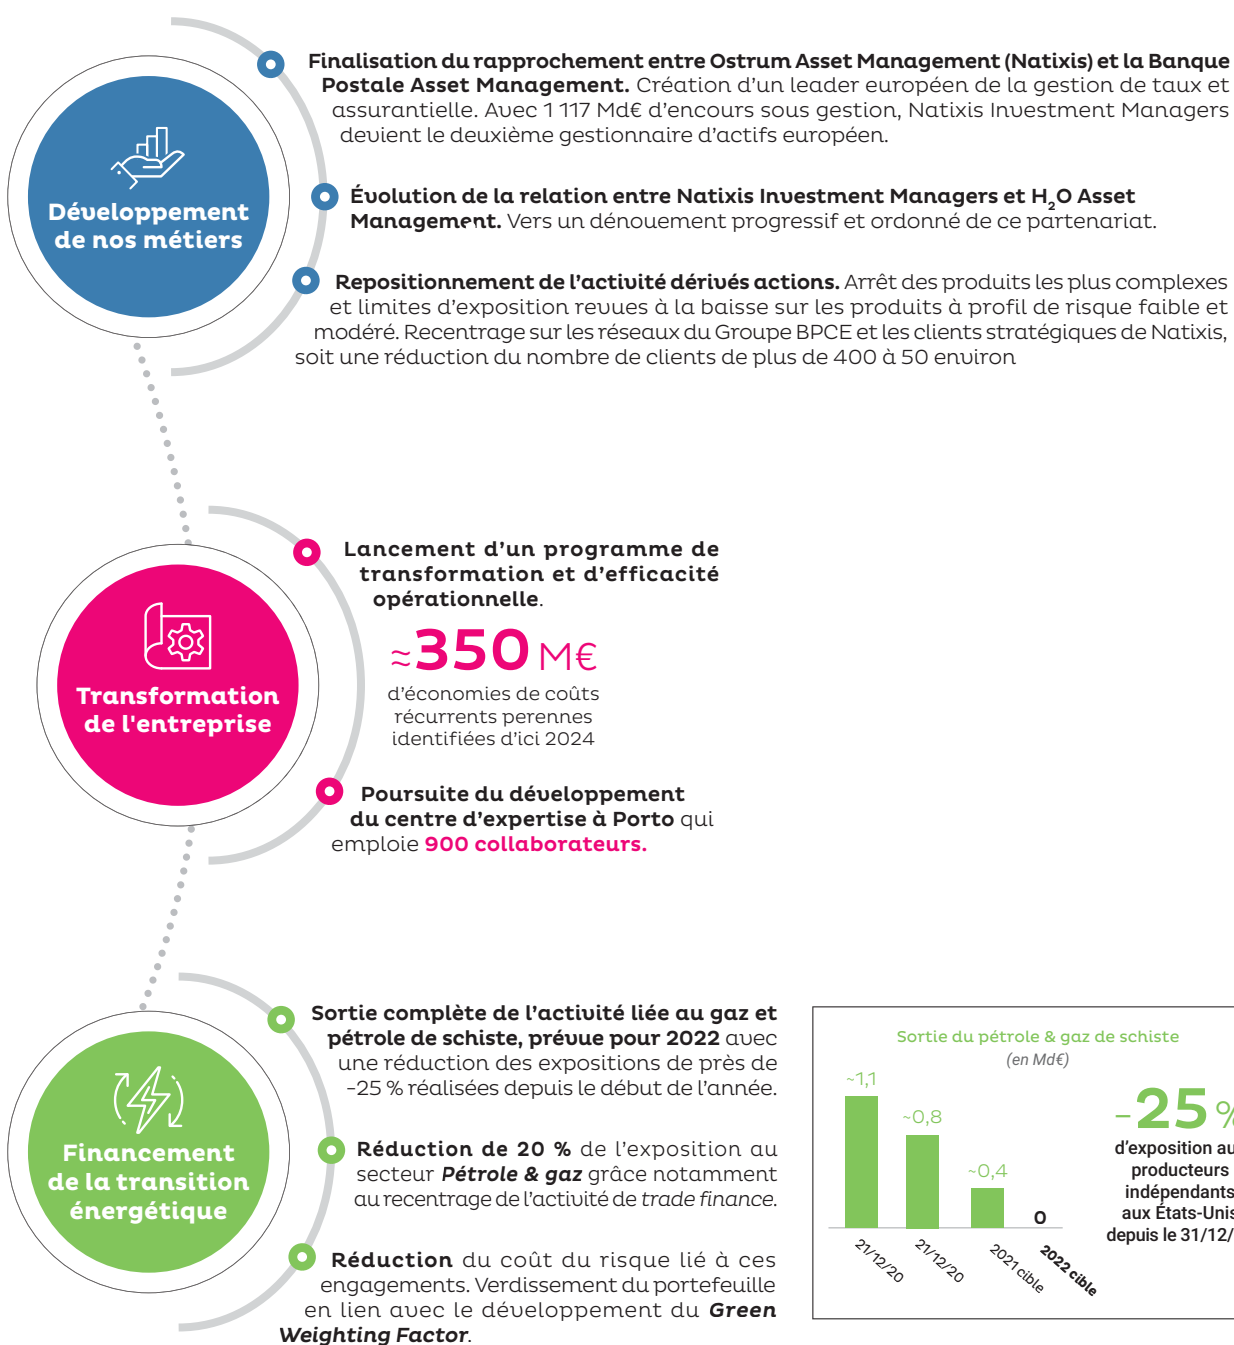 Finalisation du rapprochement entre Ostrum Asset Management (Natixis) et la Banque
Postale Asset Management. Création d’un leader européen de la gestion de taux et
assurantielle. Avec 1 117 Md€ d’encours sous gestion, Natixis Investment Managers
devient le deuxième gestionnaire d’actifs européen.
Développement
de nos métiers
Évolution de la relation entre Natixis Investment Managers et H2O Asset
Management. Vers un dénouement progressif et ordonné de ce partenariat.
Repositionnement de l’activité dérivés actions. Arrêt des produits les plus complexes
et limites d’exposition revues à la baisse sur les produits à profil de risque faible et
modéré. Recentrage sur les réseaux du Groupe BPCE et les clients stratégiques de Natixis,
soit une réduction du nombre de clients de plus de 400 à 50 environ
Transformation
de l'entreprise
Lancement d’un programme de
transformation et d’efficacité
opérationnelle.
≈350 M€
d’économies de coûts
récurrents perennes
identifiées d’ici 2024
Poursuite du développement
du centre d’expertise à Porto qui
emploie 900 collaborateurs.
Financement
de la transition
énergétique
Sortie complète de l’activité liée au gaz et
pétrole de schiste, prévue pour 2022 avec
une réduction des expositions de près de
-25 % réalisées depuis le début de l’année.
Réduction de 20 % de l’exposition au
secteur Pétrole & gaz grâce notamment
au recentrage de l’activité de trade finance.
Réduction du coût du risque lié à ces
engagements. Verdissement du portefeuille
en lien avec le développement du Green
Weighting Factor.
Sortie du pétrole & gaz de schiste
(en Md€)
~1,1
~0,8
~0,4
0
21/12/20
21/12/20
2021 cible
2022 cible
-25 %
d’exposition au
producteurs
indépendants
aux États-Unis
depuis le 31/12/